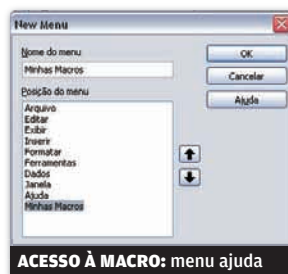 New Menu
Nome do menu
Minhas Macros
OK
Cancelar
Ajuda
Posição do menu
Arquivo
Editar
Exibir
Inserir
Formatar
Ferramentas
Dados
Janela
Ajuda
Minhas Macros
ACESSO À MACRO: menu ajuda